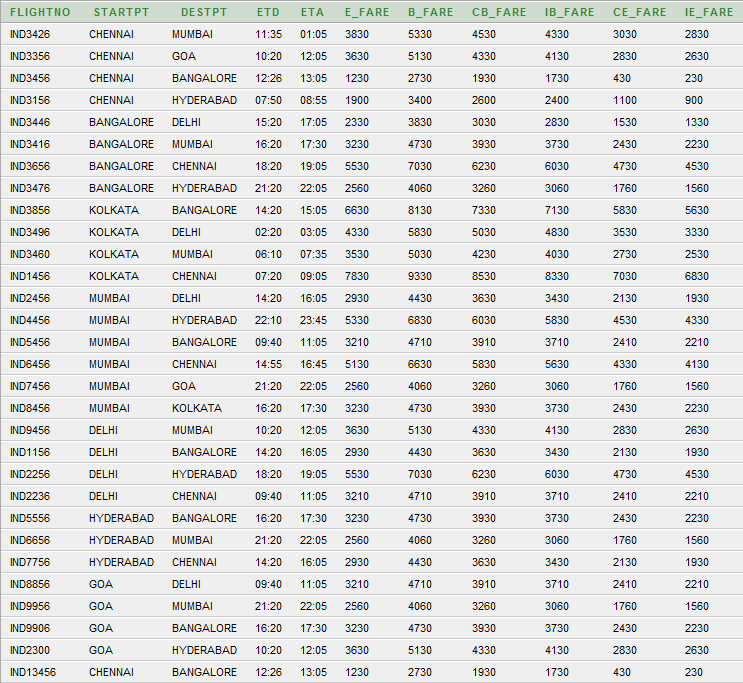 FLIGHTNO STARTPT DESTPT ETD ETA E_FARE B_FARE CB_FARE IB_FARE CE_FARE IE_FARE
IND3426 CHENNAI MUMBAI 11:35 01:05 3830 5330 4530 4330 3030 2830
IND3356 CHENNAI GOA 10:20 12:05 3630 5130 4330 4130 2830 2630
IND3456 CHENNAI BANGALORE 12:26 13:05 1230 2730 1930 1730 430 230
IND3156 CHENNAI HYDERABAD 07:50 08:55 1900 3400 2600 2400 1100 900
IND3446 BANGALORE DELHI 15:20 17:05 2330 3830 3030 2830 1530 1330
IND3416 BANGALORE MUMBAI 16:20 17:30 3230 4730 3930 3730 2430 2230
IND3656 BANGALORE CHENNAI 18:20 19:05 5530 7030 6230 6030 4730 4530
IND3476 BANGALORE HYDERABAD 21:20 22:05 2560 4060 3260 3060 1760 1560
IND3856 KOLKATA BANGALORE 14:20 15:05 6630 8130 7330 7130 5830 5630
IND3496 KOLKATA DELHI 02:20 03:05 4330 5830 5030 4830 3530 3330
IND3460 KOLKATA MUMBAI 06:10 07:35 3530 5030 4230 4030 2730 2530
IND1456 KOLKATA CHENNAI 07:20 09:05 7830 9330 8530 8330 7030 6830
IND2456 MUMBAI DELHI 14:20 16:05 2930 4430 3630 3430 2130 1930
IND4456 MUMBAI HYDERABAD 22:10 23:45 5330 6830 6030 5830 4530 4330
IND5456 MUMBAI BANGALORE 09:40 11:05 3210 4710 3910 3710 2410 2210
IND6456 MUMBAI CHENNAI 14:55 16:45 5130 6630 5830 5630 4330 4130
IND7456 MUMBAI GOA 21:20 22:05 2560 4060 3260 3060 1760 1560
IND8456 MUMBAI KOLKATA 16:20 17:30 3230 4730 3930 3730 2430 2230
IND9456 DELHI MUMBAI 10:20 12:05 3630 5130 4330 4130 2830 2630
IND1156 DELHI BANGALORE 14:20 16:05 2930 4430 3630 3430 2130 1930
IND2256 DELHI HYDERABAD 18:20 19:05 5530 7030 6230 6030 4730 4530
IND2236 DELHI CHENNAI 09:40 11:05 3210 4710 3910 3710 2410 2210
IND5556 HYDERABAD BANGALORE 16:20 17:30 3230 4730 3930 3730 2430 2230
IND6656 HYDERABAD MUMBAI 21:20 22:05 2560 4060 3260 3060 1760 1560
IND7756 HYDERABAD CHENNAI 14:20 16:05 2930 4430 3630 3430 2130 1930
IND8856 GOA DELHI 09:40 11:05 3210 4710 3910 3710 2410 2210
IND9956 GOA MUMBAI 21:20 22:05 2560 4060 3260 3060 1760 1560
IND9906 GOA BANGALORE 16:20 17:30 3230 4730 3930 3730 2430 2230
IND2300 GOA HYDERABAD 10:20 12:05 3630 5130 4330 4130 2830 2630
IND13456 CHENNAI BANGALORE 12:26 13:05 1230 2730 1930 1730 430 230